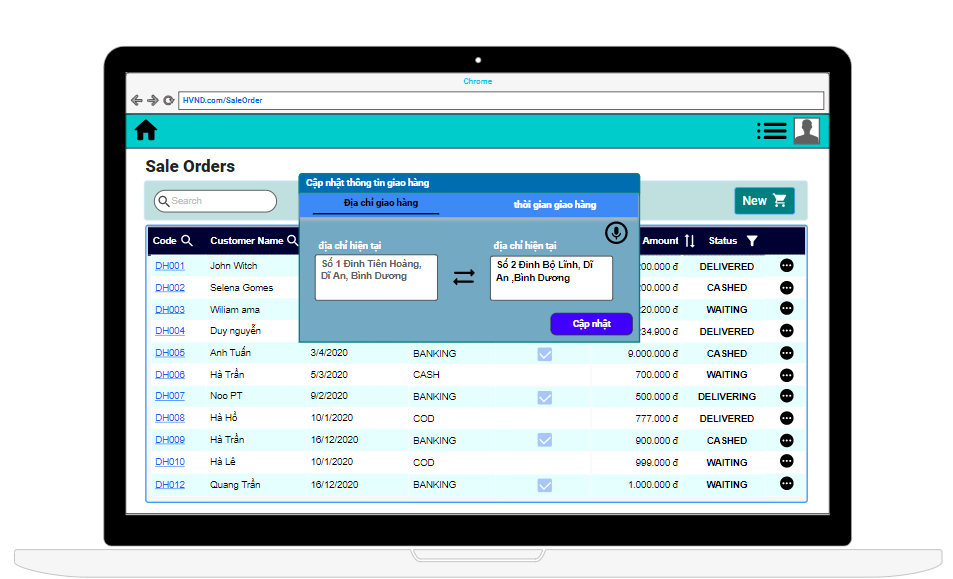 Chrome
HVND.com/SaleOrder
Sale Orders
Search
New
Cập nhật thông tin giao hàng
Địa chỉ giao hàng
thời gian giao hàng
địa chỉ hiện tại
địa chỉ hiện tại
Số 1 Đinh Tiên Hoàng,
Dĩ An, Bình Dương
Số 2 Đinh Bộ Lĩnh, Dĩ
An ,Bình Dương
Cập nhật
Code Customer Name Amount Status
DH001 John Witch 200.000 đ DELIVERED
DH002 Selena Gomes 00.000 đ CASHED
DH003 Wiliam ama 220.000 đ WAITING
DH004 Duy nguyễn 34.900 đ DELIVERED
DH005 Anh Tuấn 3/4/2020 BANKING 9.000.000 đ CASHED
DH006 Hà Trần 5/3/2020 CASH 700.000 đ WAITING
DH007 Noo PT 9/2/2020 BANKING 500.000 đ DELIVERING
DH008 Hà Hồ 10/1/2020 COD 777.000 đ DELIVERED
DH009 Hà Trần 16/12/2020 BANKING 900.000 đ CASHED
DH010 Hà Lê 10/1/2020 COD 999.000 đ WAITING
DH012 Quang Trần 16/12/2020 BANKING 1.000.000 đ WAITING